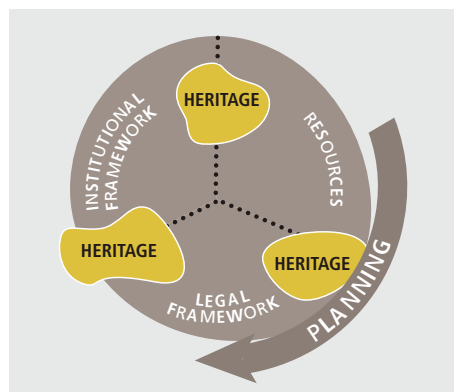 HERITAGE
INSTITUTIONAL
FRAMEWORK
RESOURCES
HERITAGE
HERITAGE
LEGAL
FRAMEWORK
PLANNING